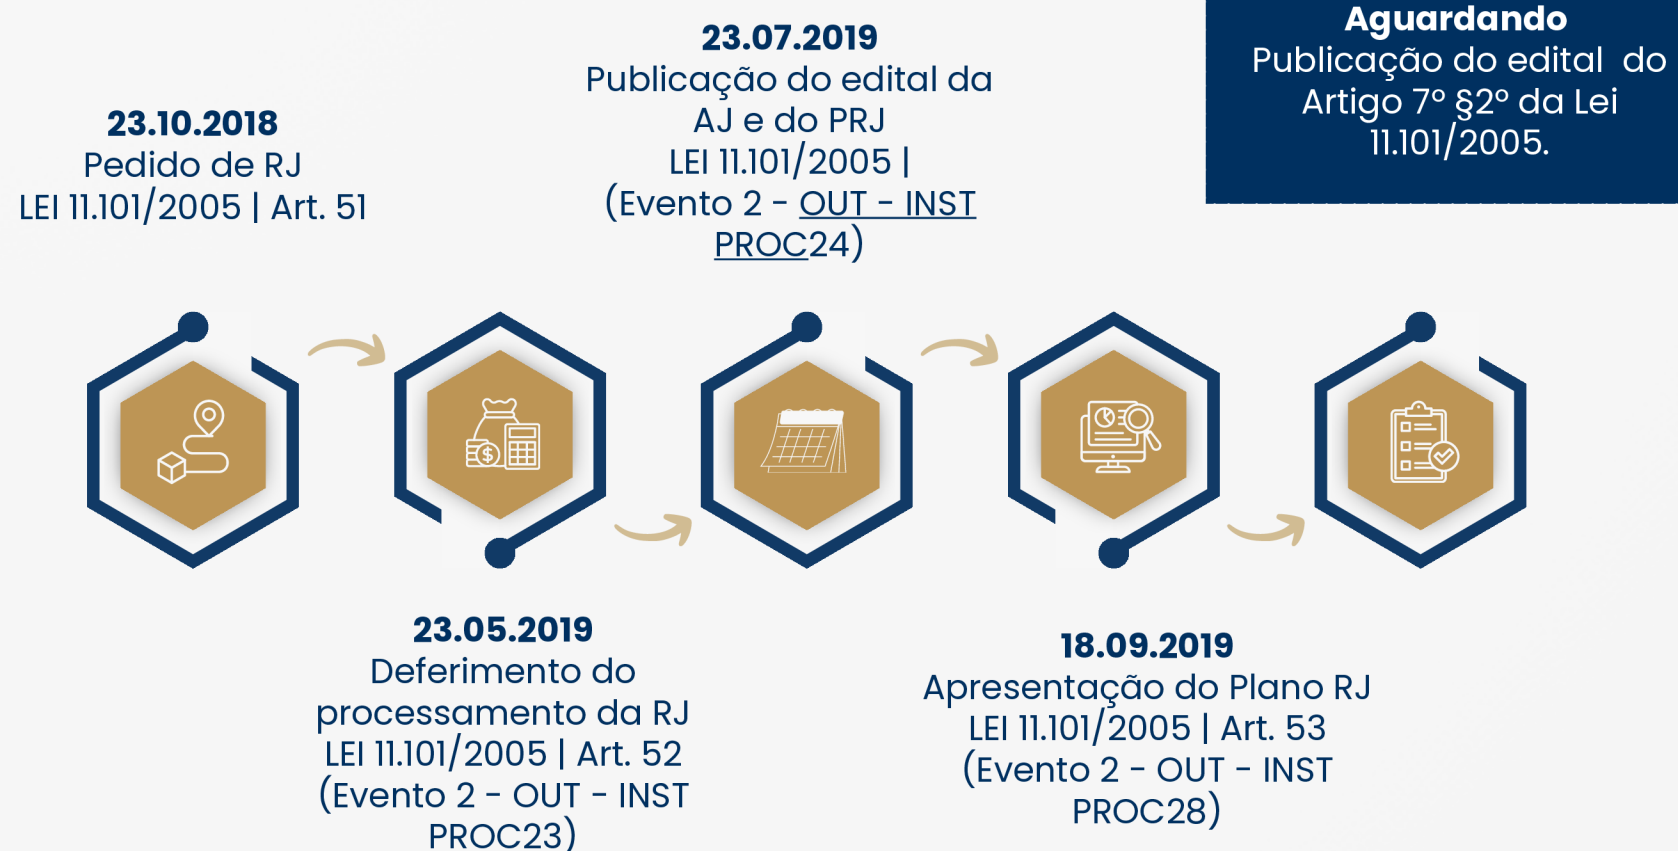 23.10.2018
Pedido de RJ
LEI 11.101/2005 | Art. 51
23.05.2019
Deferimento do
processamento da RJ
LEI 11.101/2005 | Art. 52
(Evento 2 - OUT - INST
PROC23)
23.07.2019
Publicação do edital da
AJ e do PRJ
LEI 11.101/2005 |
(Evento 2 - OUT - INST
PROC24)
18.09.2019
Apresentação do Plano RJ
LEI 11.101/2005 | Art. 53
(Evento 2 - OUT - INST
PROC28)
Aguardando
Publicação do edital do
Artigo 7º §2º da Lei
11.101/2005.